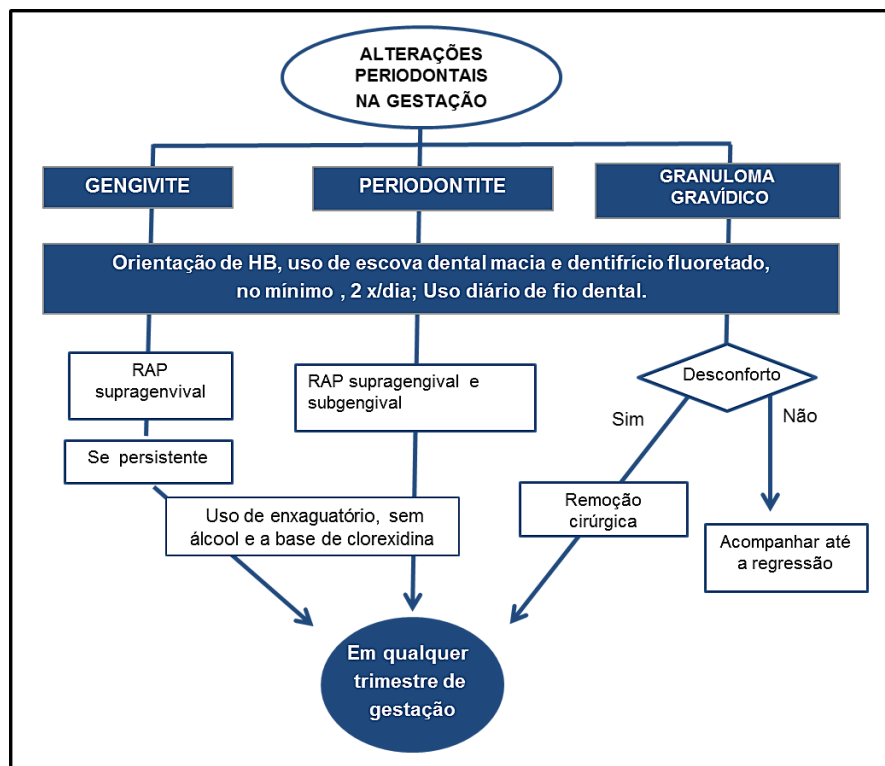 ALTERAÇÕES
PERIODONTAIS
NA GESTAÇÃO
GENGIVITE
PERIODONTITE
GRANULOMA
GRAVÍDICO
Orientação de HB, uso de escova dental macia e dentifrício fluoretado,
no mínimo , 2 x/dia; Uso diário de fio dental.
RAP
supragenvival
RAP supragengival e
subgengival
Desconforto
Sim
Não
Se persistente
Uso de enxaguatório, sem
álcool e a base de clorexidina
Remoção
cirúrgica
Acompanhar até
a regressão
Em qualquer
trimestre de
gestação